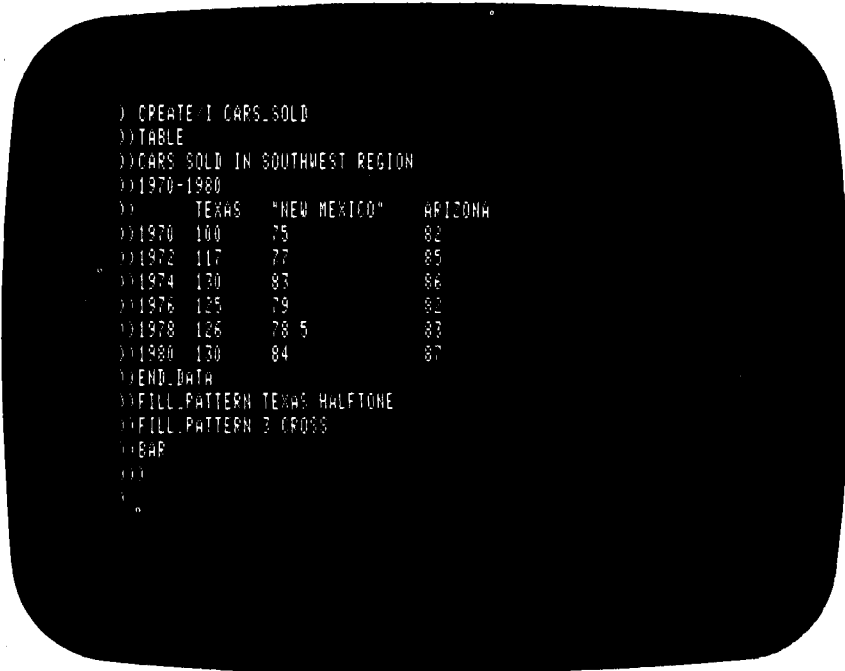 ) CREATE/I CARS_SOLD
))TABLE
))CARS SOLD IN SOUTHWEST REGION
))1970-1980
)) TEXAS "NEW MEXICO" ARIZONA
))1970 100 75 82
))1972 117 77 85
))1974 130 83 86
))1976 125 79 82
))1978 126 78.5 83
))1980 130 84 87
))END_DATA
))FILL_PATTERN TEXAS HALFTONE
))FILL_PATTERN 3 CROSS
))BAR
)))
)